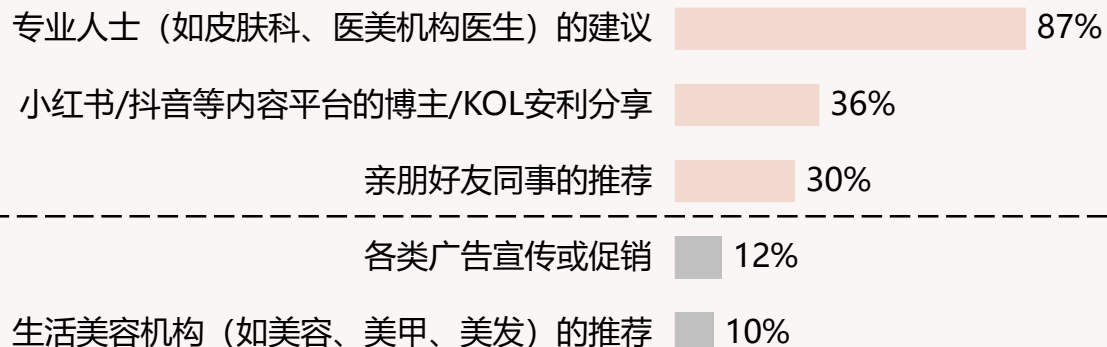 专业人士（如皮肤科、医美机构医生）的建议 87%
小红书/抖音等内容平台的博主/KOL安利分享 36%
亲朋好友同事的推荐 30%
各类广告宣传或促销 12%
生活美容机构（如美容、美甲、美发）的推荐 10%